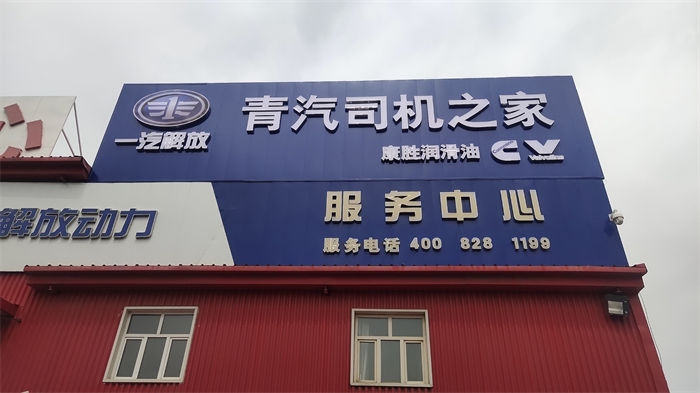 青汽司机之家
一汽解放
康胜润滑油 Valvoline
服务中心
解放动力
服务电话 400 828 1199